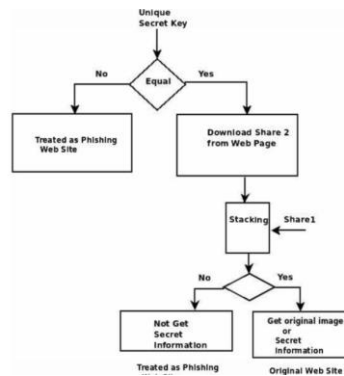 Unique
Secret Key
No
Equal
Yes
Treated as Phishing
Web Site
Download Share 2
from Web Page
Stacking
Share1
No
Yes
Not Get
Secret
Information
Get original image
or
Secret
Information
Treated as Phishing
Original Web Site